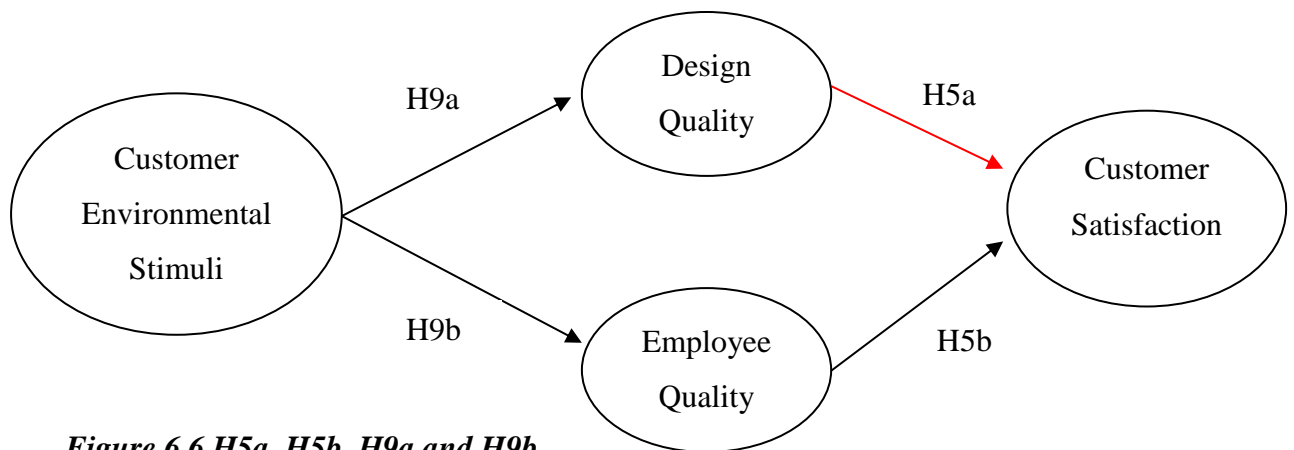 Customer
Environmental
Stimuli
H9a
H9b
Design
Quality
Employee
Quality
H5a
H5b
Customer
Satisfaction
Figure 6.6 H5a, H5b, H9a and H9b